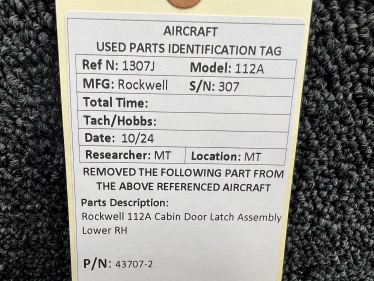 AIRCRAFT
USED PARTS IDENTIFICATION TAG
Ref N: 1307J Model: 112A
MFG: Rockwell S/N: 307
Total Time:
Tach/Hobbs:
Date: 10/24
Researcher: MT Location: MT
REMOVED THE FOLLOWING PART FROM
THE ABOVE REFERENCED AIRCRAFT
Parts Description:
Rockwell 112A Cabin Door Latch Assembly
Lower RH
P/N: 43707-2